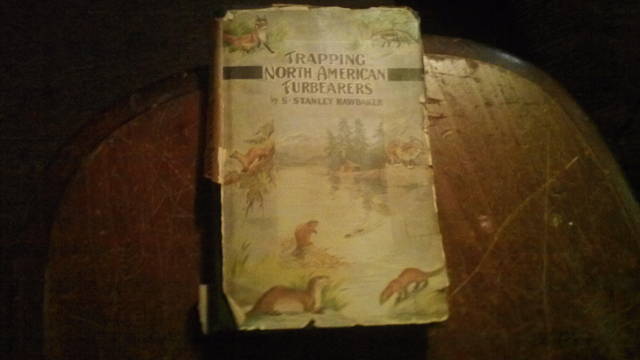 TRAPPING
NORTH AMERICAN
FURBEARERS
by S. STANLEY HAWBAKER